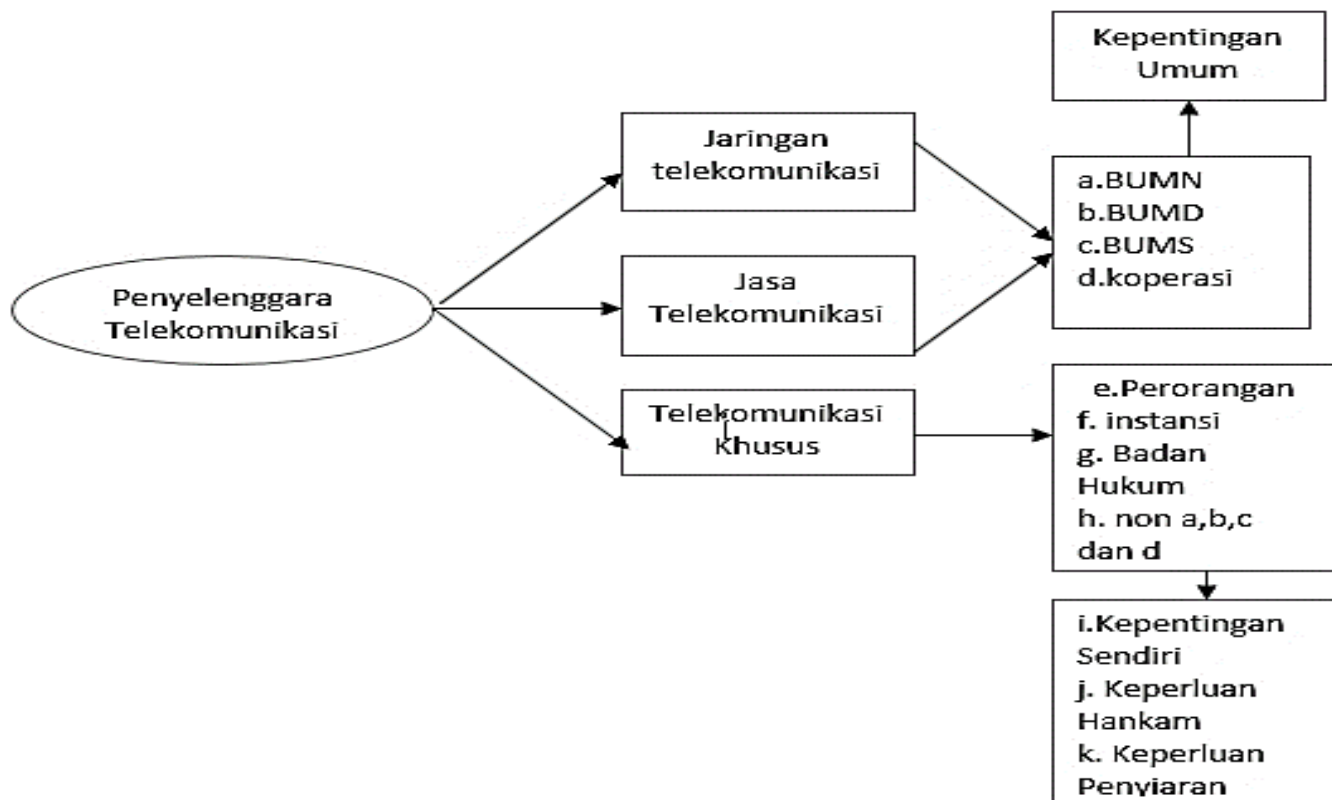 Penyelenggara
Telekomunikasi
Jaringan
telekomunikasi
Jasa
Telekomunikasi
Telekomunikasi
Khusus
Kepentingan
Umum
a.BUMN
b.BUMD
c.BUMS
d.koperasi
e.Perorangan
f. instansi
g. Badan
Hukum
h. non a,b,c
dan d
i.Kepentingan
Sendiri
j. Keperluan
Hankam
k. Keperluan
Penyiaran